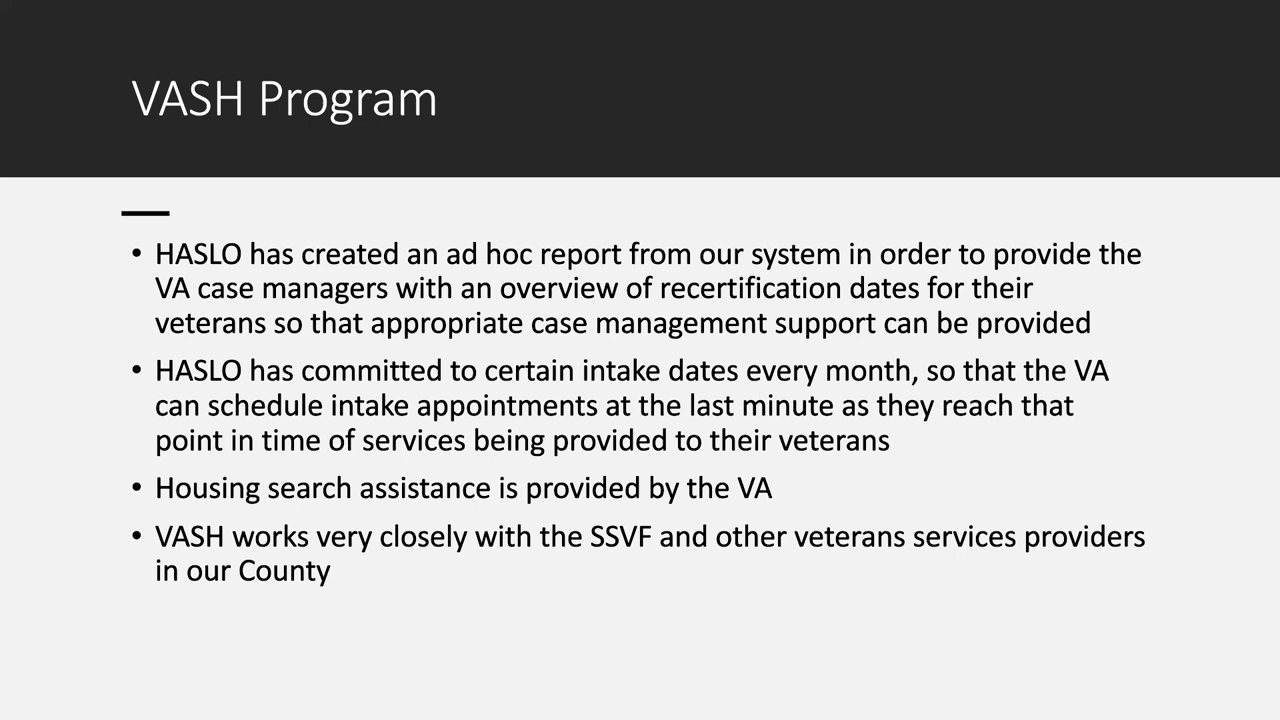 VASH Program
• HASLO has created an ad hoc report from our system in order to provide the
VA case managers with an overview of recertification dates for their
veterans so that appropriate case management support can be provided
• HASLO has committed to certain intake dates every month, so that the VA
can schedule intake appointments at the last minute as they reach that
point in time of services being provided to their veterans
• Housing search assistance is provided by the VA
• VASH works very closely with the SSVF and other veterans services providers
in our County